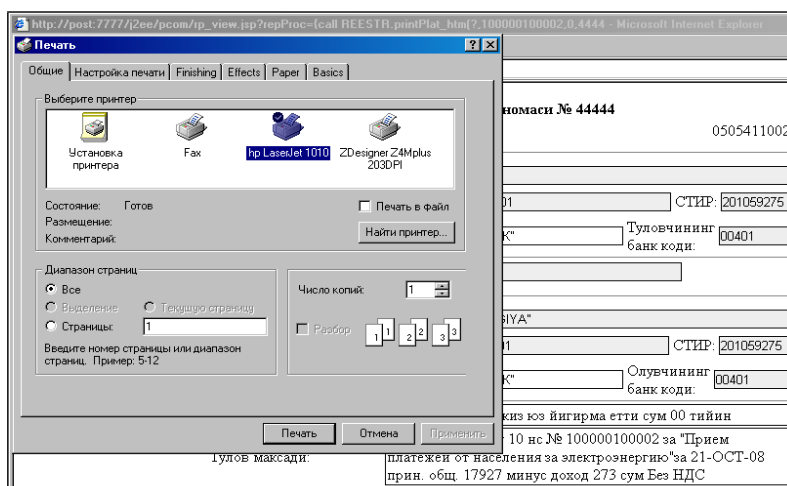 http://post:7777/j2ee/pcom/rp_view.jsp?repProc={call REESTR.printPlat_htm(?,100000100002,0,4444 - Microsoft Internet Explorer
Печать
Общие Настройка печати Finishing Effects Paper Basics
Выберите принтер
Установка принтера
Fax
hp LaserJet 1010
ZDesigner Z4Mplus 203DPI
Состояние: Готов
Размещение:
Комментарий:
Печать в файл
Найти принтер...
Диапазон страниц
Все
Выделение Текущую страницу
Страницы: 1
Введите номер страницы или диапазон
страниц. Пример: 5-12
Число копий: 1
Разбор
1 1 2 2 3 3
Печать Отмена Применить
номаси № 44444
0505411002
01 СТИР: 201059275
К" Туловчининг
банк коди: 00401
SIYA"
01 СТИР: 201059275
К" Олувчининг
банк коди: 00401
киз юз йигирма етти сум 00 тийин
Тулов максади:
10 нс № 100000100002 за "Прием
платежей от населения за электроэнергию"за 21-ОСТ-08
прин. общ. 17927 минус доход 273 сум Без НДС